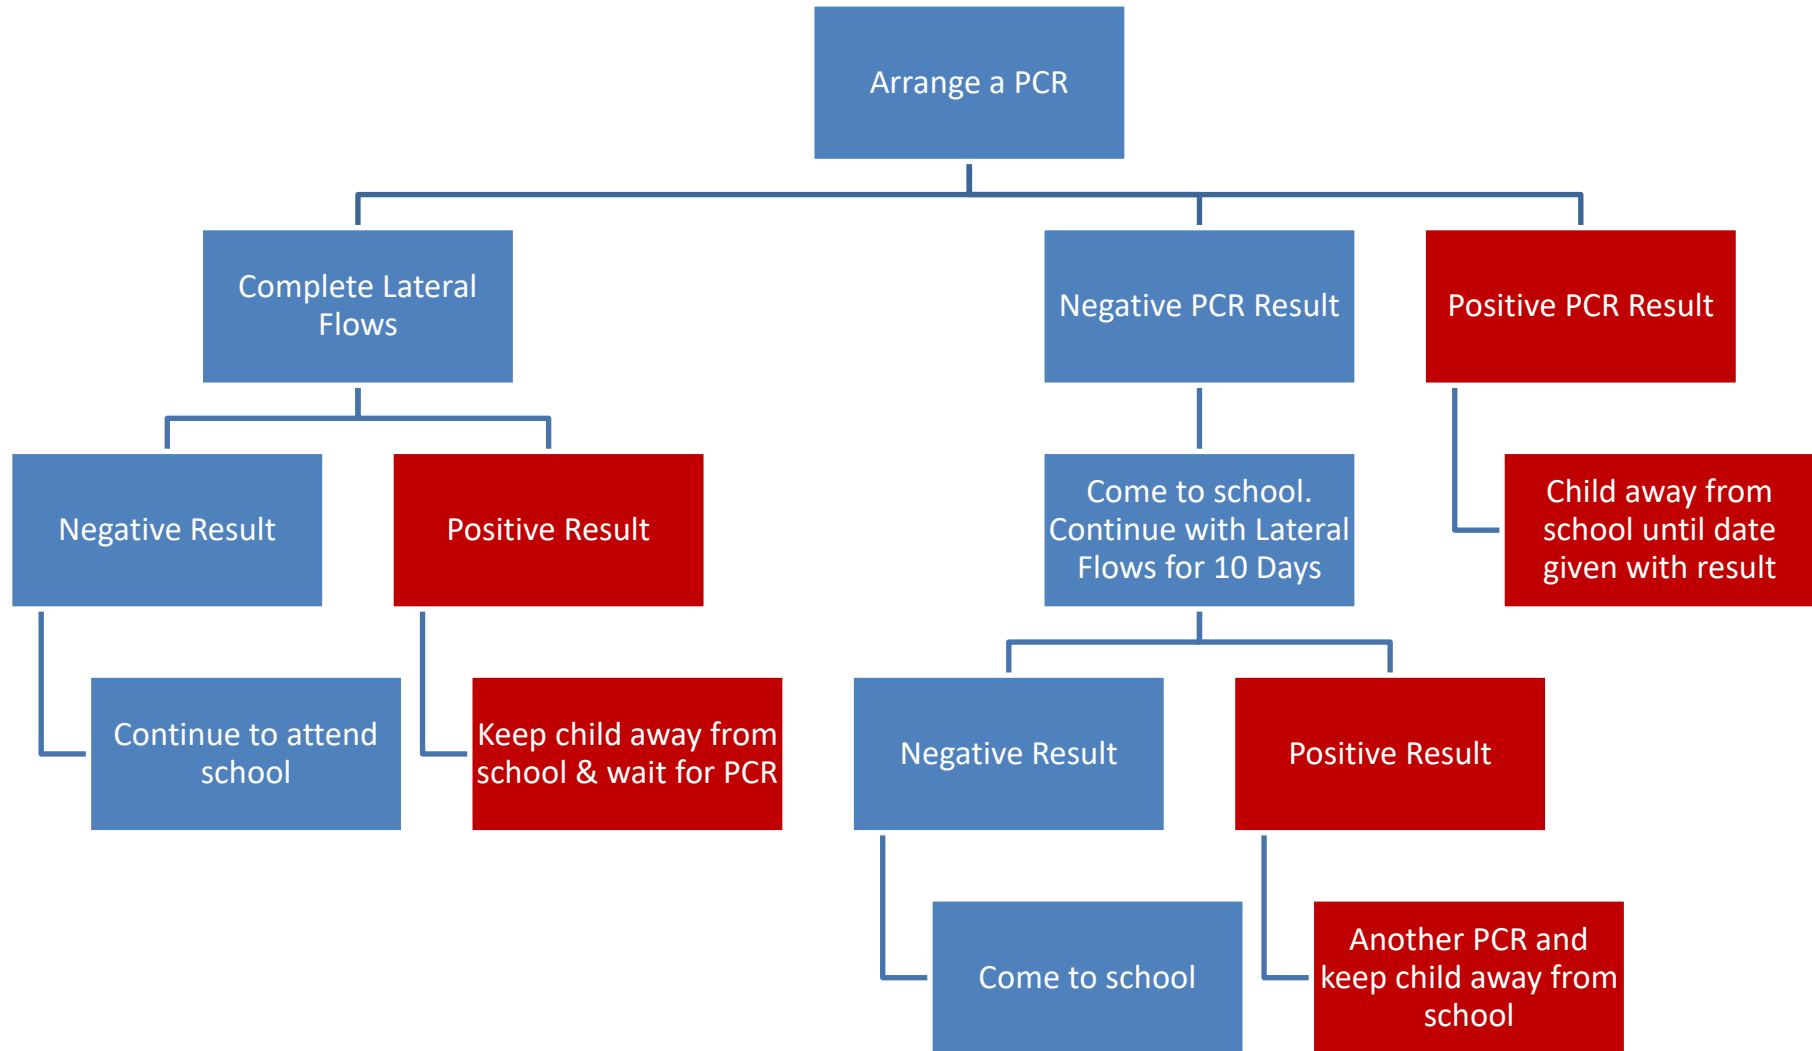 Arrange a PCR
Complete Lateral
Flows
Negative PCR Result
Positive PCR Result
Negative Result
Positive Result
Come to school.
Continue with Lateral
Flows for 10 Days
Child away from
school until date
given with result
Continue to attend
school
Keep child away from
school & wait for PCR
Negative Result
Positive Result
Come to school
Another PCR and
keep child away from
school